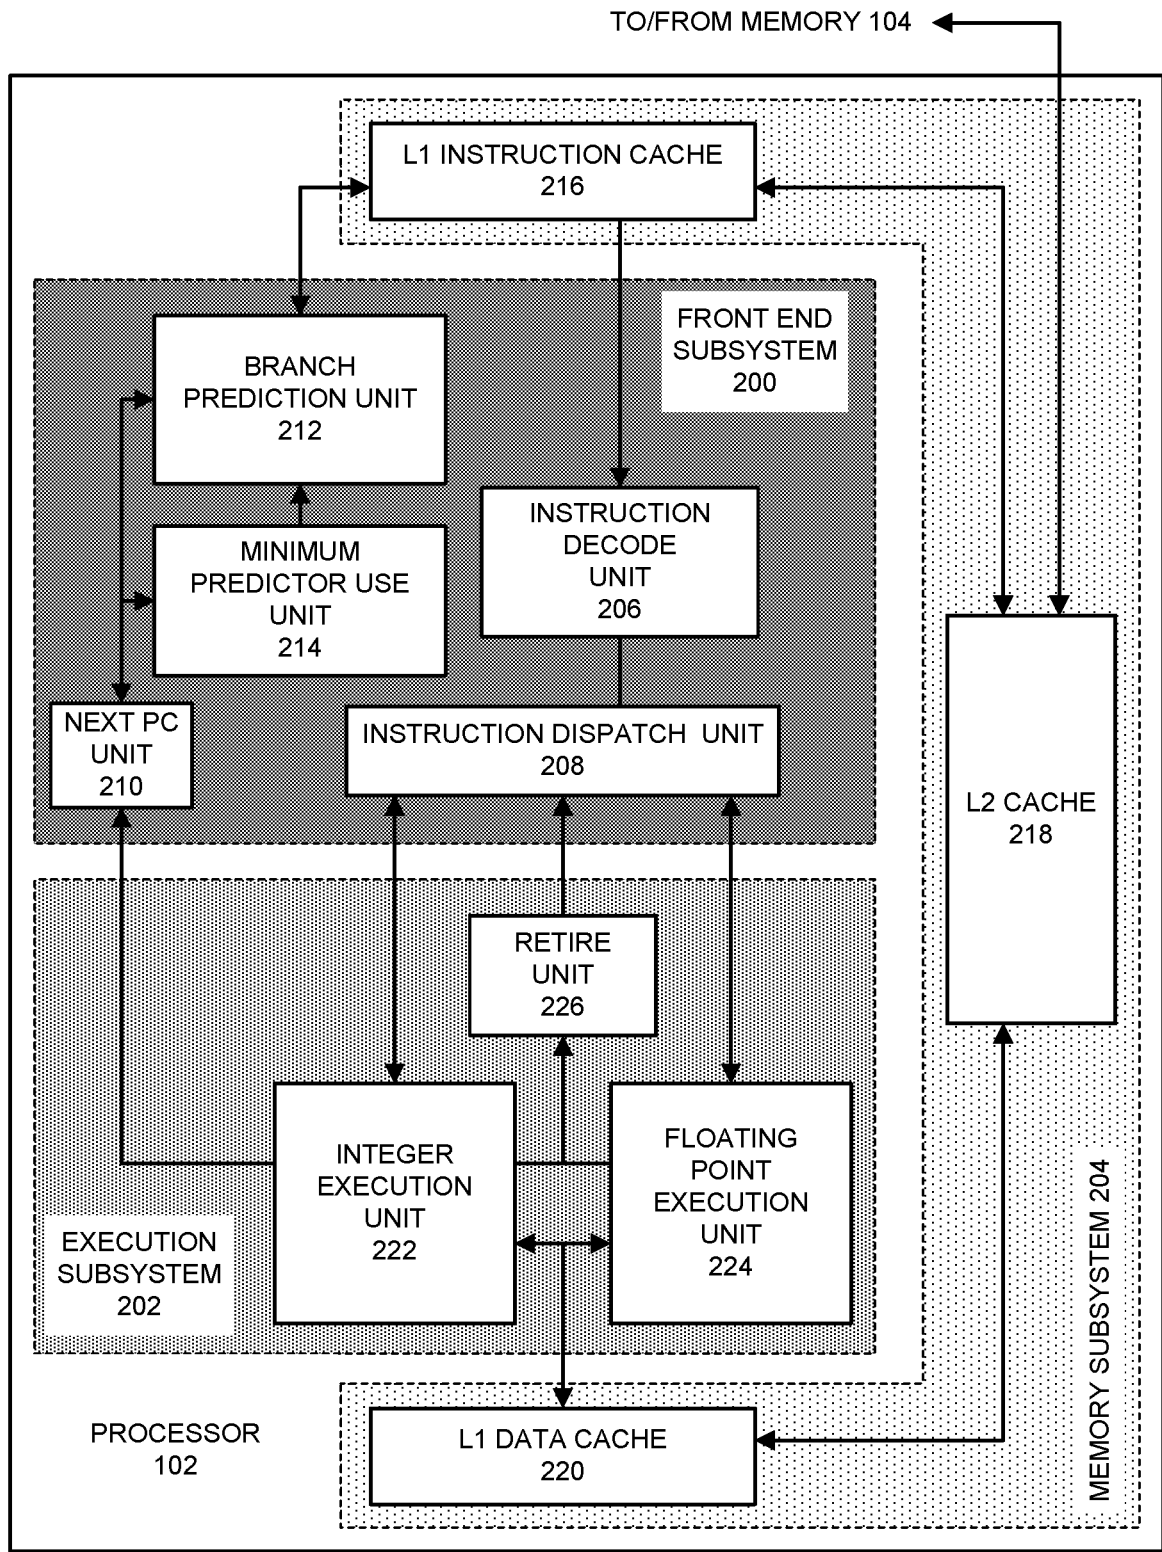 TO/FROM MEMORY 104
L1 INSTRUCTION CACHE
216
FRONT END
SUBSYSTEM
200
BRANCH
PREDICTION UNIT
212
INSTRUCTION
DECODE
UNIT
206
MINIMUM
PREDICTOR USE
UNIT
214
NEXT PC
UNIT
210
INSTRUCTION DISPATCH UNIT
208
L2 CACHE
218
RETIRE
UNIT
226
INTEGER
EXECUTION
UNIT
222
FLOATING
POINT
EXECUTION
UNIT
224
EXECUTION
SUBSYSTEM
202
MEMORY SUBSYSTEM 204
PROCESSOR
102
L1 DATA CACHE
220